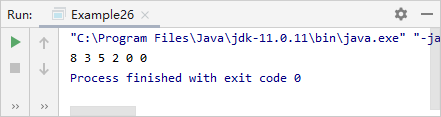 Run: Example26 ×
"C:\Program Files\Java\jdk-11.0.11\bin\java.exe" "-ja
8 3 5 2 0 0
Process finished with exit code 0